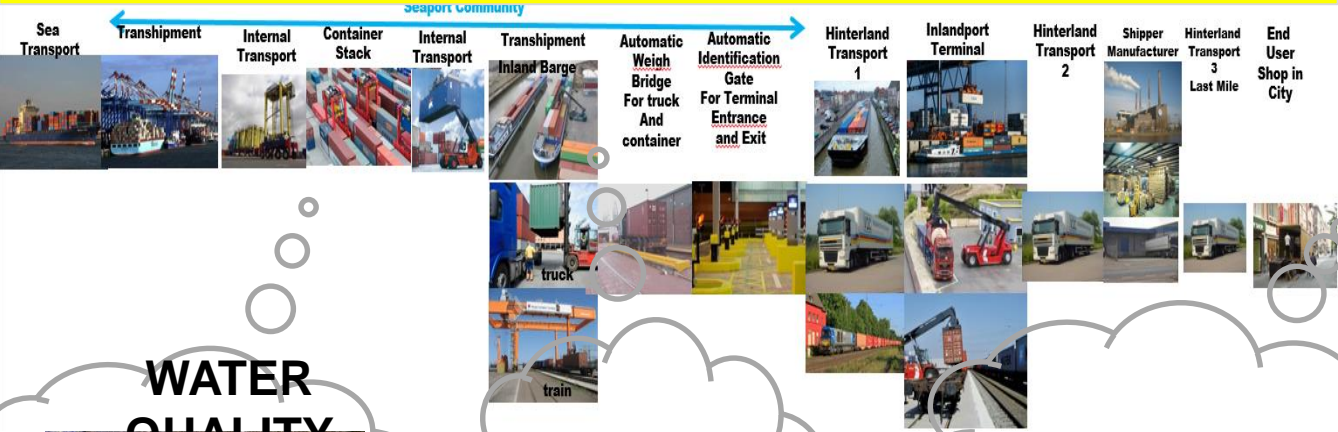 Seaport Community
Sea
Transport
Transhipment
Internal
Transport
Container
Stack
Internal
Transport
Transhipment
Inland Barge
truck
train
Automatic
Weigh
Bridge
For truck
And
container
Automatic
Identification
Gate
For Terminal
Entrance
and Exit
Hinterland
Transport
1
Inlandport
Terminal
Hinterland
Transport
2
Shipper
Manufacturer
Hinterland
Transport
3
Last Mile
End
User
Shop in
City
WATER
QUALITY